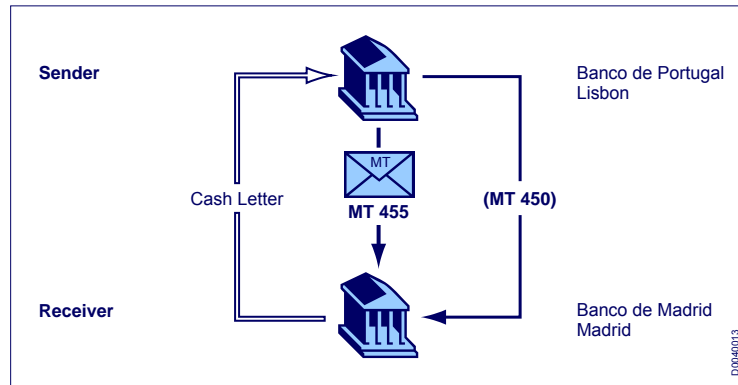 Sender
Banco de Portugal
Lisbon
MT
Cash Letter
MT 455
(MT 450)
Receiver
Banco de Madrid
Madrid
D0040013